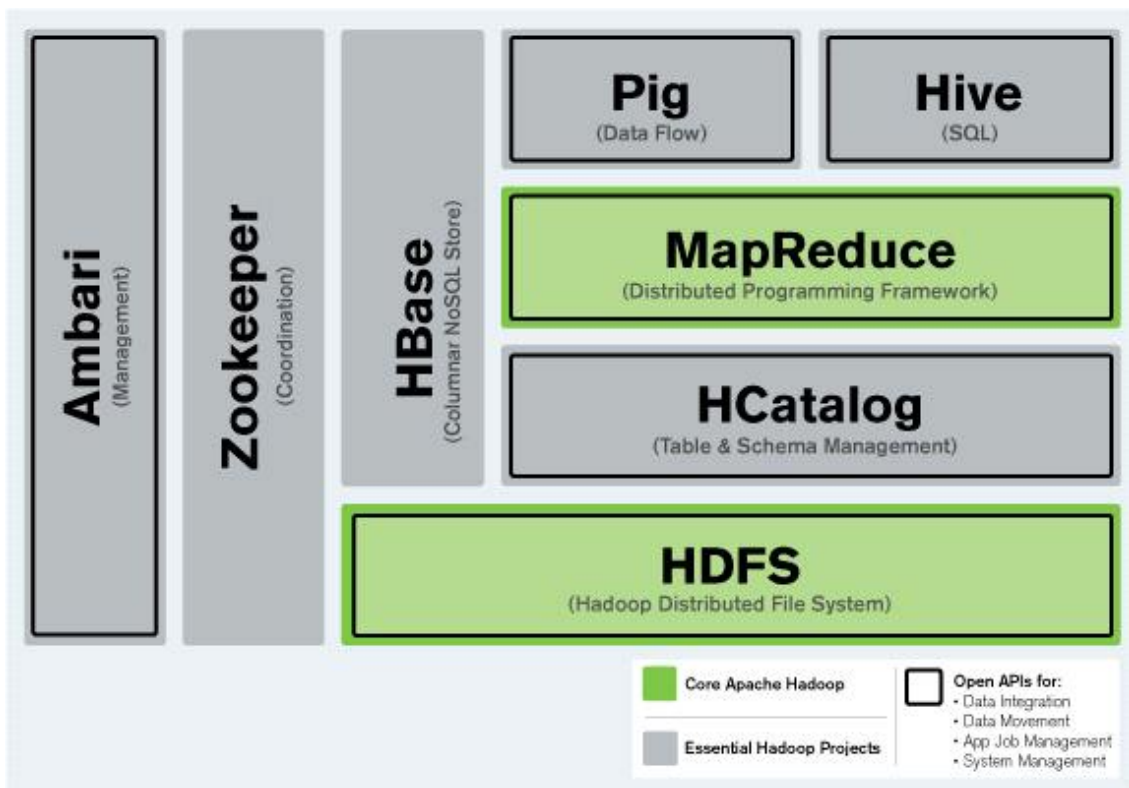 Ambari
(Management)
Zookeeper
(Coordination)
HBase
(Columnar NoSQL Store)
Pig
(Data Flow)
Hive
(SQL)
MapReduce
(Distributed Programming Framework)
HCatalog
(Table & Schema Management)
HDFS
(Hadoop Distributed File System)
Core Apache Hadoop
Essential Hadoop Projects
Open APIs for:
• Data Integration
• Data Movement
• App Job Management
• System Management